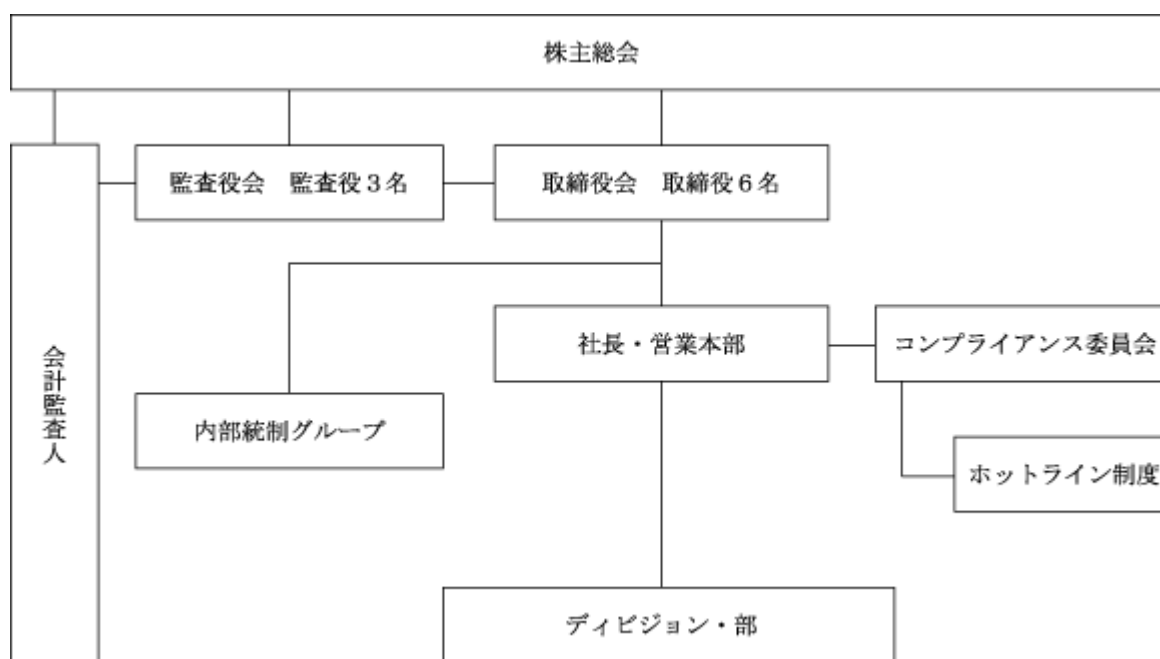 株主総会
監査役会　監査役３名
取締役会　取締役６名
社長・営業本部
コンプライアンス委員会
会計監査人
内部統制グループ
ホットライン制度
ディビジョン・部